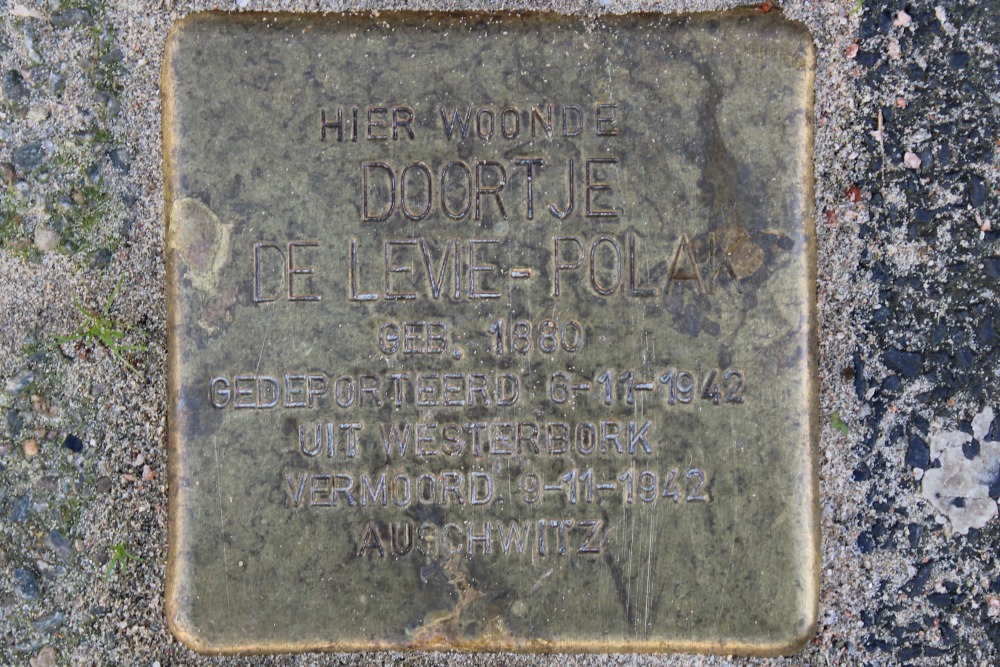 HIER WOONDE
DOORTJE
DE LEVIE-POLAK
GEB. 1880
GEDEPORTEERD 6-11-1942
UIT WESTERBORK
VERMOORD 9-11-1942
AUSCHWITZ